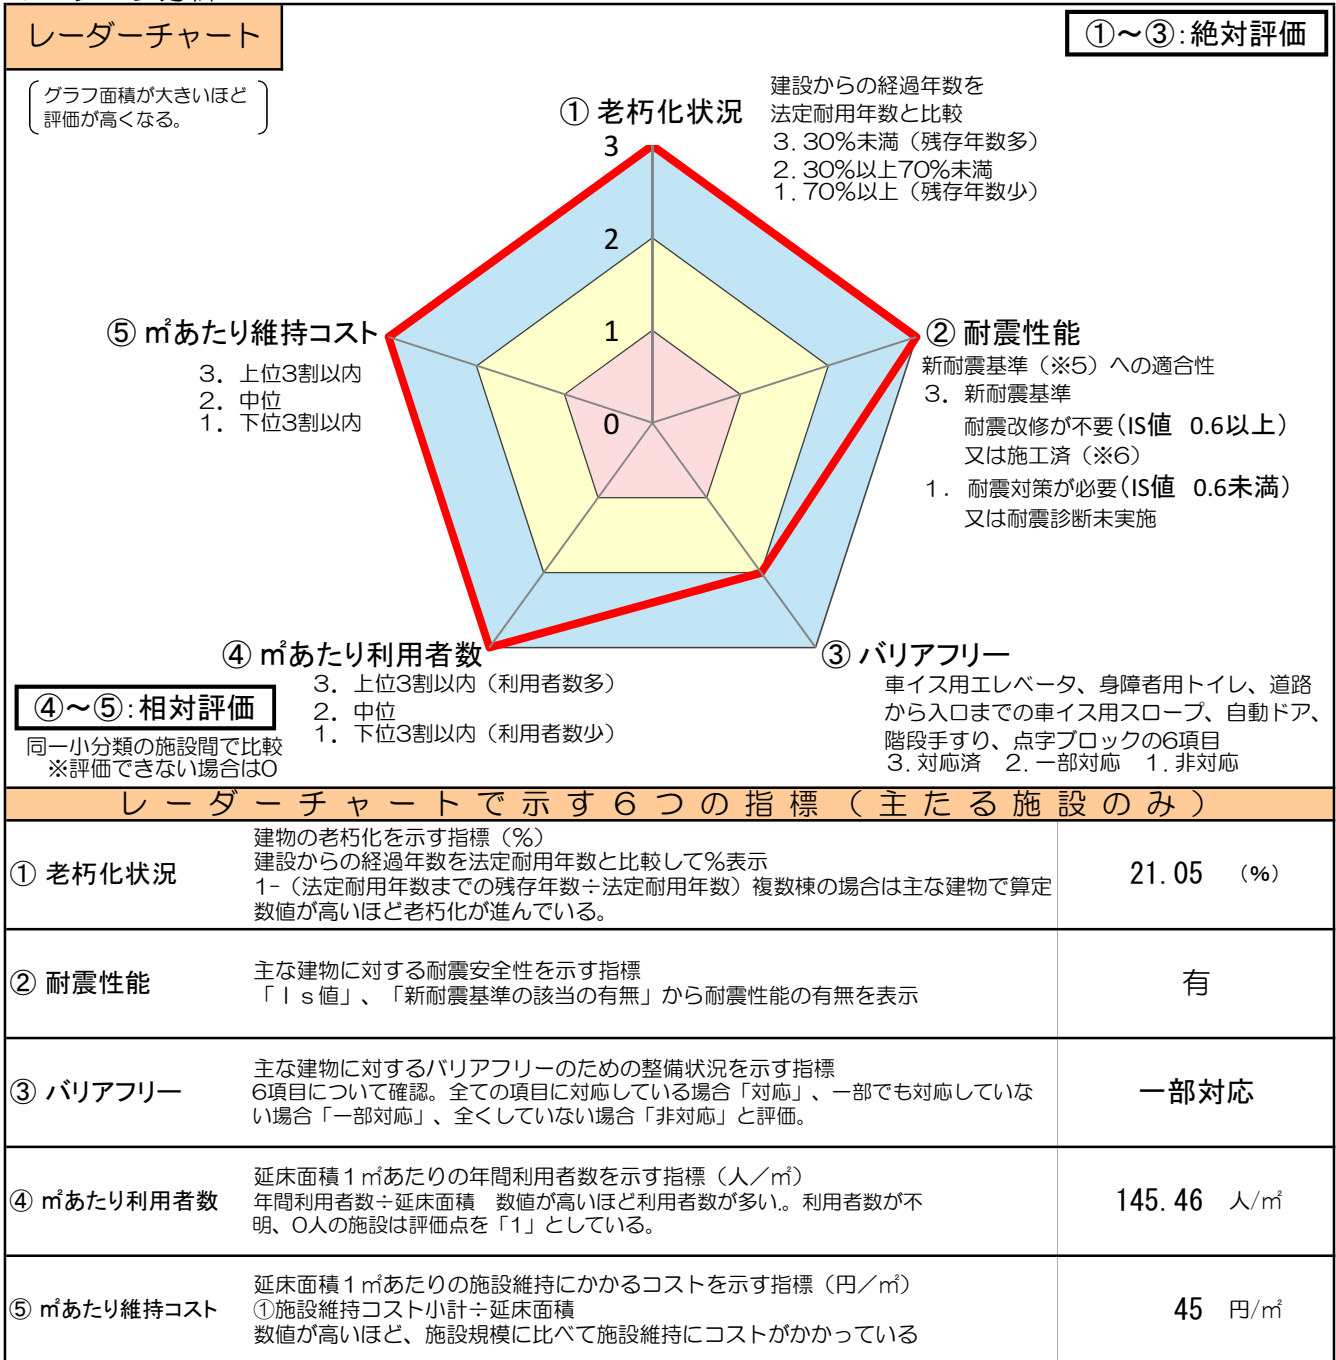 レーダーチャート
①～③:絶対評価
グラフ面積が大きいほど
評価が高くなる。
① 老朽化状況
建設からの経過年数を
法定耐用年数と比較
3. 30%未満（残存年数多）
2. 30%以上70%未満
1. 70%以上（残存年数少）
3
2
1
0
⑤ ㎡あたり維持コスト
3. 上位3割以内
2. 中位
1. 下位3割以内
② 耐震性能
新耐震基準（※5）への適合性
3. 新耐震基準
耐震改修が不要(IS値 0.6以上)
又は施工済（※6）
1. 耐震対策が必要(IS値 0.6未満)
又は耐震診断未実施
④ ㎡あたり利用者数
3. 上位3割以内（利用者数多）
2. 中位
1. 下位3割以内（利用者数少）
③ バリアフリー
車イス用エレベータ、身障者用トイレ、道路
から入口までの車イス用スロープ、自動ドア、
階段手すり、点字ブロックの6項目
3. 対応済 2. 一部対応 1. 非対応
④～⑤:相対評価
同一小分類の施設間で比較
※評価できない場合は0
レーダーチャートで示す6つの指標（主たる施設のみ）
① 老朽化状況
建物の老朽化を示す指標（%）
建設からの経過年数を法定耐用年数と比較して%表示
1-（法定耐用年数までの残存年数÷法定耐用年数）複数棟の場合は主な建物で算定
数値が高いほど老朽化が進んでいる。
21.05 （%）
② 耐震性能
主な建物に対する耐震安全性を示す指標
「Ｉｓ値」、「新耐震基準の該当の有無」から耐震性能の有無を表示
有
③ バリアフリー
主な建物に対するバリアフリーのための整備状況を示す指標
6項目について確認。全ての項目に対応している場合「対応」、一部でも対応していな
い場合「一部対応」、全くしていない場合「非対応」と評価。
一部対応
④ ㎡あたり利用者数
延床面積１㎡あたりの年間利用者数を示す指標（人／㎡）
年間利用者数÷延床面積 数値が高いほど利用者数が多い。利用者数が不
明、0人の施設は評価点を「1」としている。
145.46 人/㎡
⑤ ㎡あたり維持コスト
延床面積１㎡あたりの施設維持にかかるコストを示す指標（円／㎡）
①施設維持コスト小計÷延床面積
数値が高いほど、施設規模に比べて施設維持にコストがかかっている
45 円/㎡